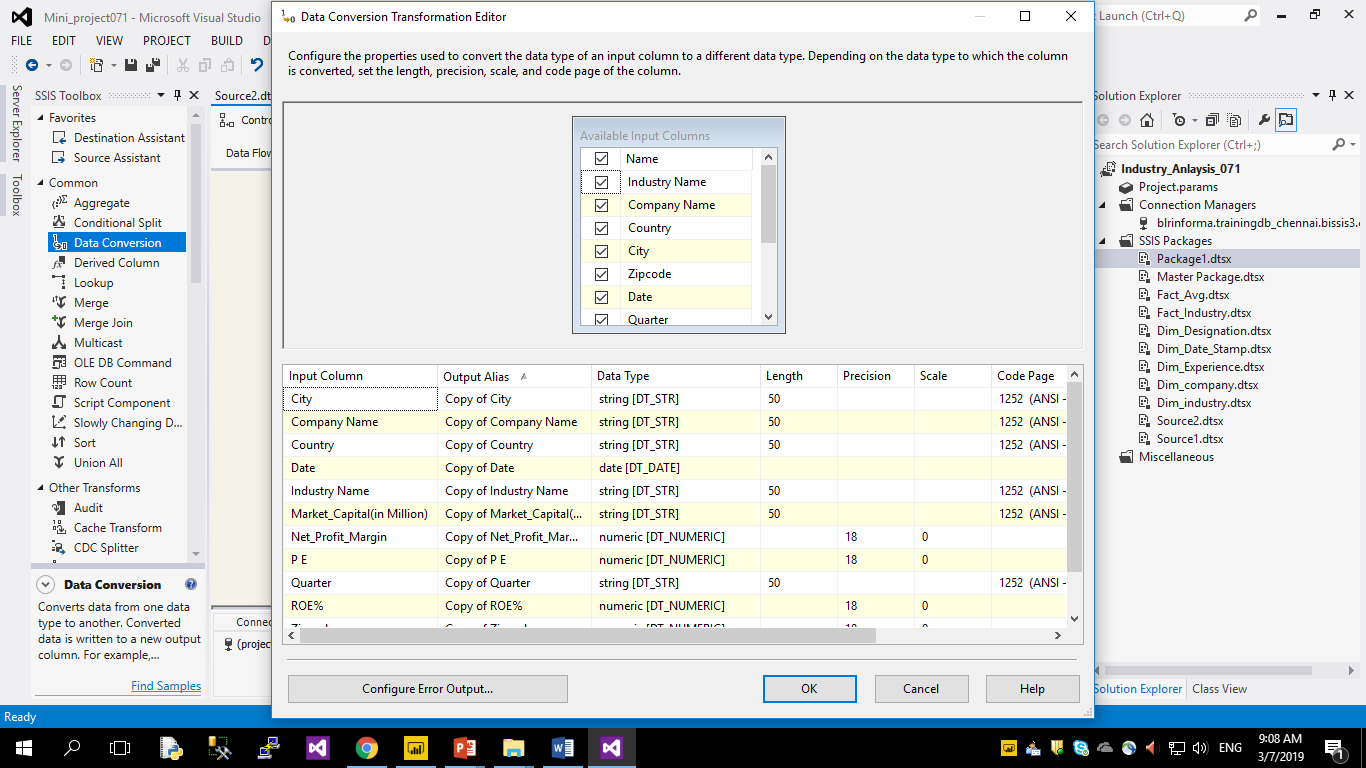 Mini_project071 - Microsoft Visual Studio
Launch (Ctrl+Q)
FILE EDIT VIEW PROJECT BUILD
Data Conversion Transformation Editor
Configure the properties used to convert the data type of an input column to a different data type. Depending on the data type to which the column
is converted, set the length, precision, scale, and code page of the column.
Server Explorer
Toolbox
SSIS Toolbox
Favorites
Destination Assistant
Source Assistant
Common
Aggregate
Conditional Split
Data Conversion
Derived Column
Lookup
Merge
Merge Join
Multicast
OLE DB Command
Row Count
Script Component
Slowly Changing D...
Sort
Union All
Other Transforms
Audit
Cache Transform
CDC Splitter
Data Conversion
Converts data from one data
type to another. Converted
data is written to a new output
column. For example,...
Find Samples
Source2.dt
Contr
Data Flow
Connec
(project
Available Input Columns
Name
Industry Name
Company Name
Country
City
Zipcode
Date
Quarter
Input Column Output Alias Data Type Length Precision Scale Code Page
City Copy of City string [DT_STR] 50 1252 (ANSI -
Company Name Copy of Company Name string [DT_STR] 50 1252 (ANSI -
Country Copy of Country string [DT_STR] 50 1252 (ANSI -
Date Copy of Date date [DT_DATE]
Industry Name Copy of Industry Name string [DT_STR] 50 1252 (ANSI -
Market_Capital(in Million) Copy of Market_Capital(... string [DT_STR] 50 1252 (ANSI -
Net_Profit_Margin Copy of Net_Profit_Mar... numeric [DT_NUMERIC] 18 0
P E Copy of P E numeric [DT_NUMERIC] 18 0
Quarter Copy of Quarter string [DT_STR] 50 1252 (ANSI -
ROE% Copy of ROE% numeric [DT_NUMERIC] 18 0
Configure Error Output... OK Cancel Help
Solution Explorer
Search Solution Explorer (Ctrl+;)
Industry_Anlaysis_071
Project.params
Connection Managers
blrinforma.trainingdb_chennai.bissis3.
SSIS Packages
Package1.dtsx
Master Package.dtsx
Fact_Avg.dtsx
Fact_Industry.dtsx
Dim_Designation.dtsx
Dim_Date_Stamp.dtsx
Dim_Experience.dtsx
Dim_company.dtsx
Dim_industry.dtsx
Source2.dtsx
Source1.dtsx
Miscellaneous
Solution Explorer Class View
Ready
ENG
9:08 AM
3/7/2019
1